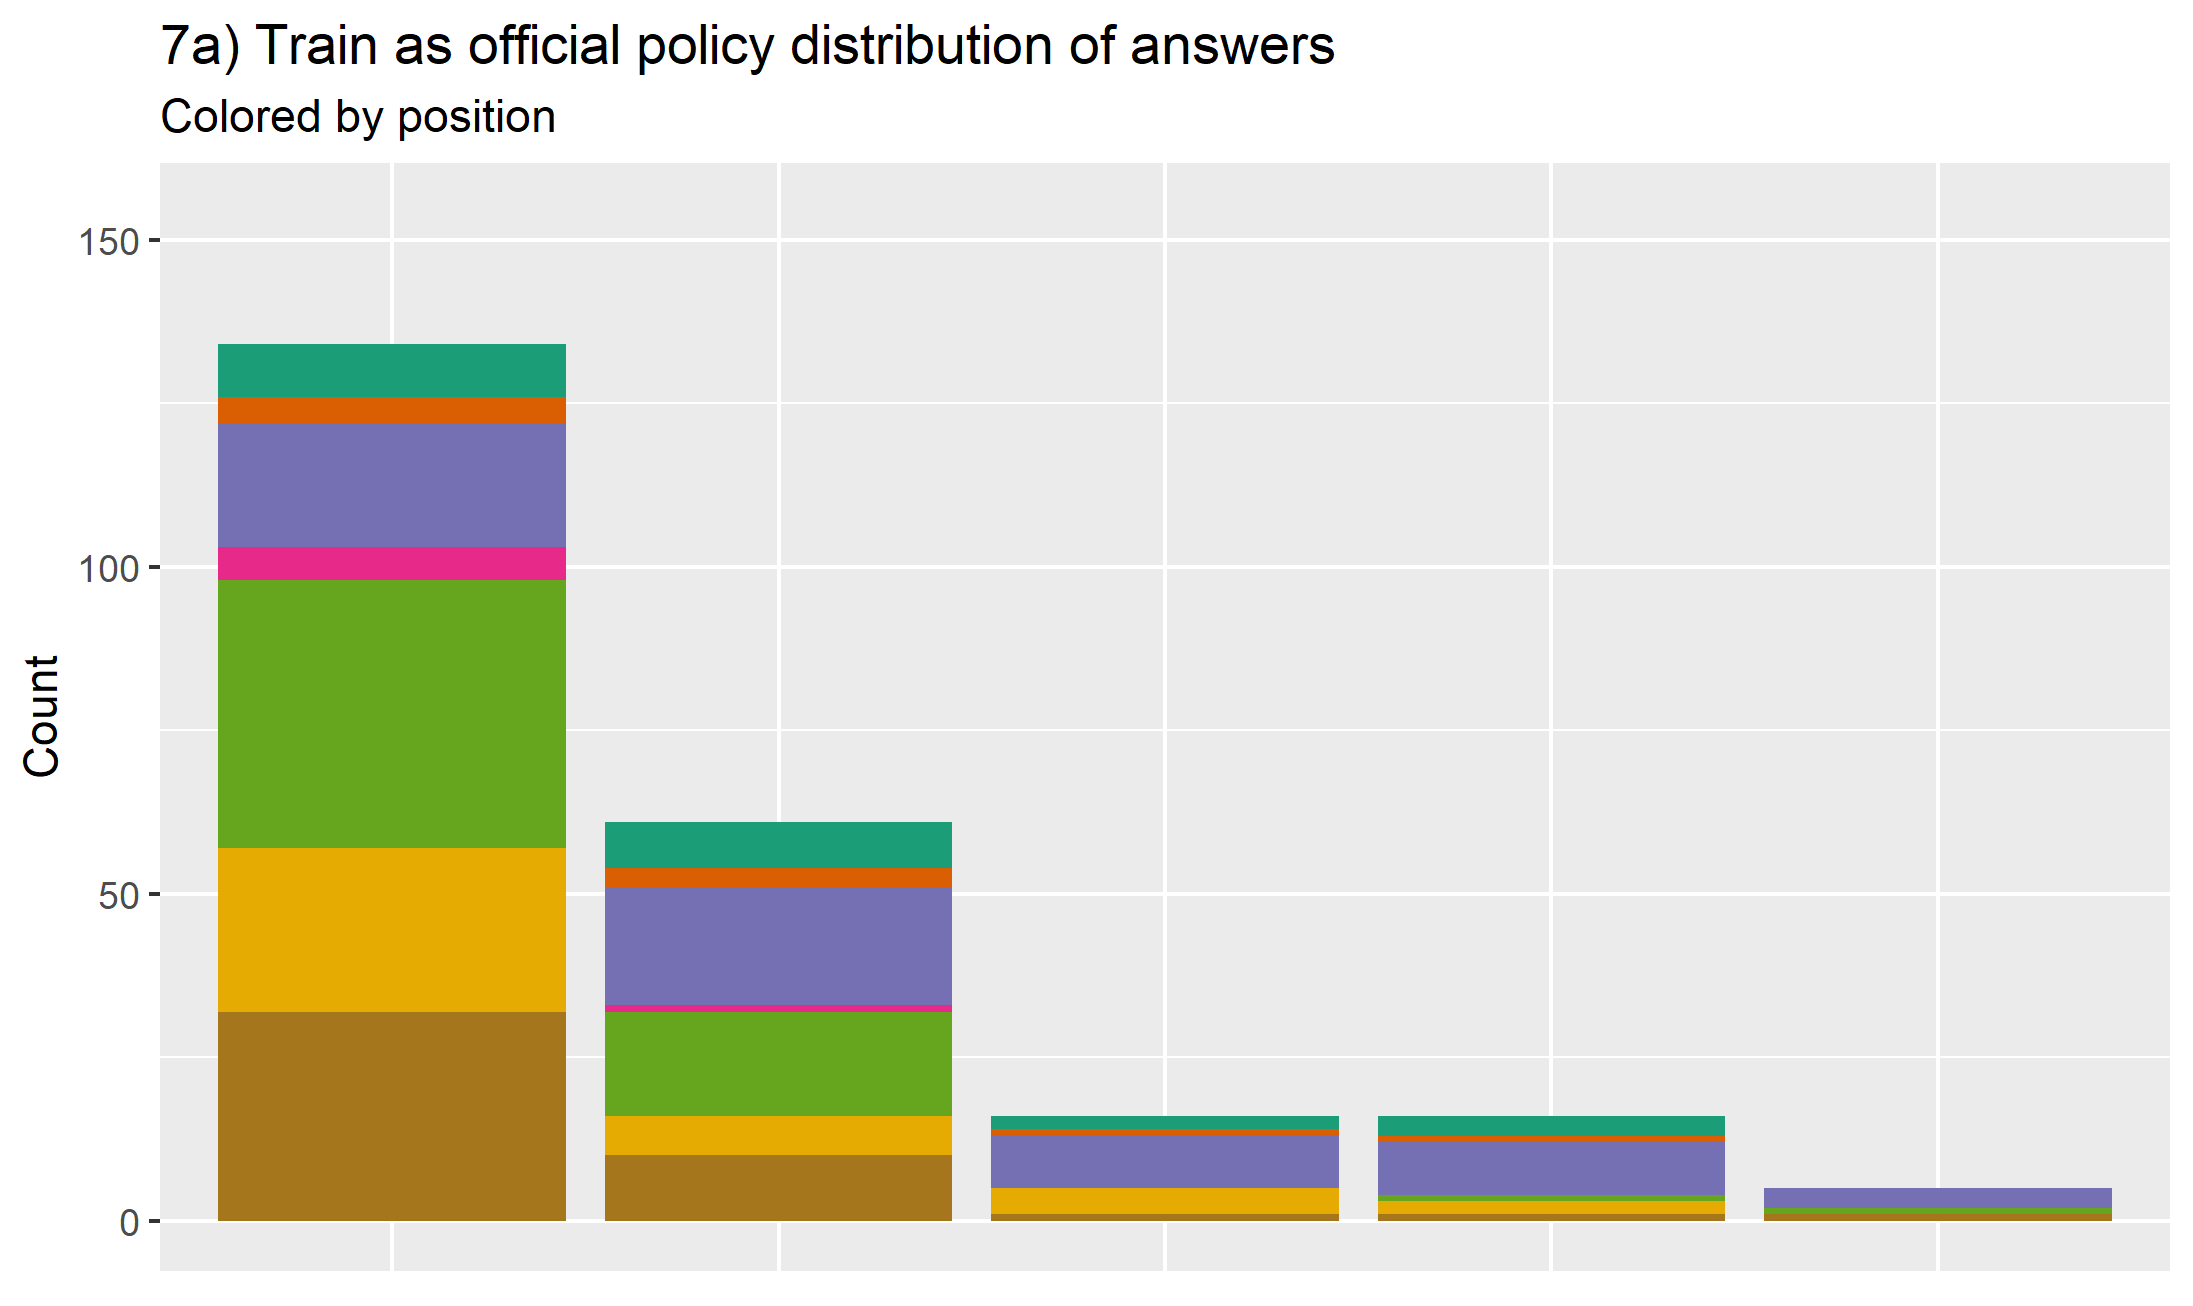 7a) Train as official policy distribution of answers
Colored by position
150
100
50
0
Count